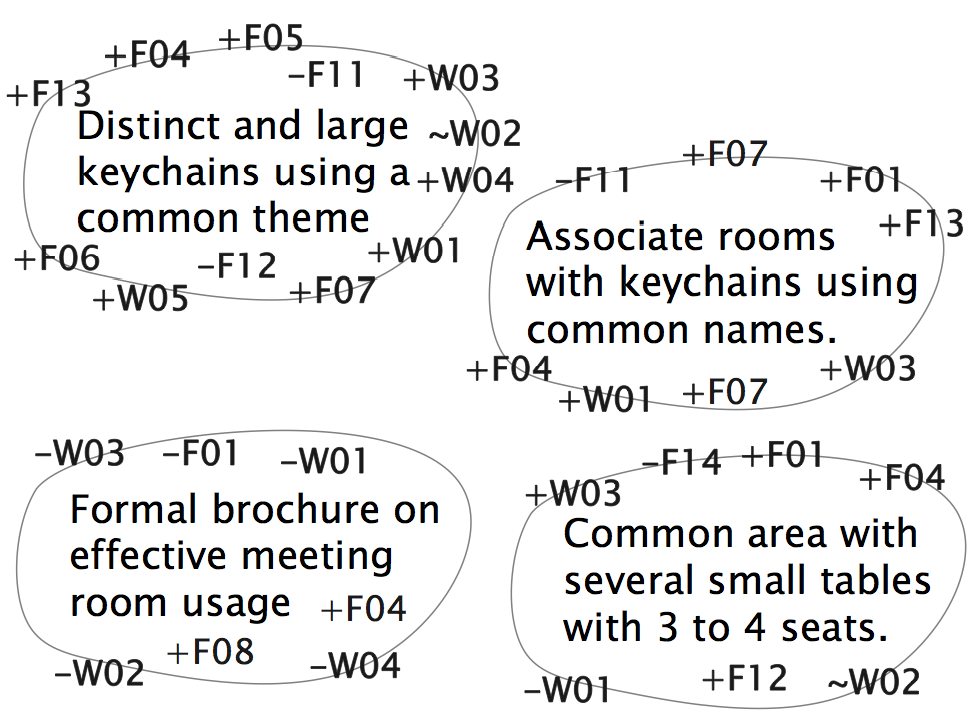 +F04 +F05
+F13 –F11 +W03
Distinct and large ~W02
keychains using a +W04
common theme
+F06 –F12 +W01
+W05 +F07
–F11 +F07 +F01
+F13
Associate rooms
with keychains using
common names.
+F04 +W01 +F07 +W03
–W03 –F01 –W01
Formal brochure on
effective meeting
room usage +F04
–W02 +F08 –W04
+W03 –F14 +F01 +F04
Common area with
several small tables
with 3 to 4 seats.
–W01 +F12 ~W02